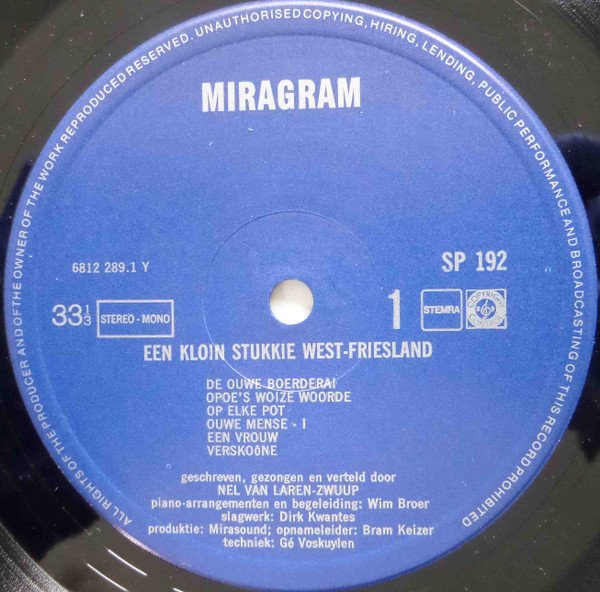 ALL RIGHTS OF THE PRODUCER AND OF THE OWNER OF THE WORK REPRODUCED RESERVED. UNAUTHORISED COPYING, HIRING, LENDING, PUBLIC PERFORMANCE AND BROADCASTING OF THIS RECORD PROHIBITED
MIRAGRAM
6812 289.1 Y
SP 192
33 1/3
STEREO - MONO
1
STEMRA
COPYRIGHT
EEN KLOIN STUKKIE WEST-FRIESLAND
DE OUWE BOERDERAI
OPOE'S WOIZE WOORDE
OP ELKE POT
OUWE MENSE - I
EEN VROUW
VERSKOÔNE
geschreven, gezongen en verteld door
NEL VAN LAREN-ZWUUP
piano-arrangementen en begeleiding: Wim Broer
slagwerk: Dirk Kwantes
produktie: Mirasound; opnameleider: Bram Keizer
techniek: Gé Voskuylen